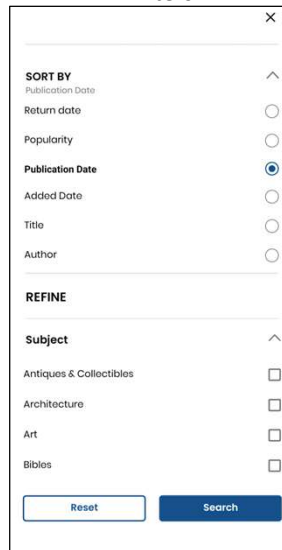 SORT BY
Publication Date
Return date
Popularity
Publication Date
Added Date
Title
Author
REFINE
Subject
Antiques & Collectibles
Architecture
Art
Bibles
Reset Search